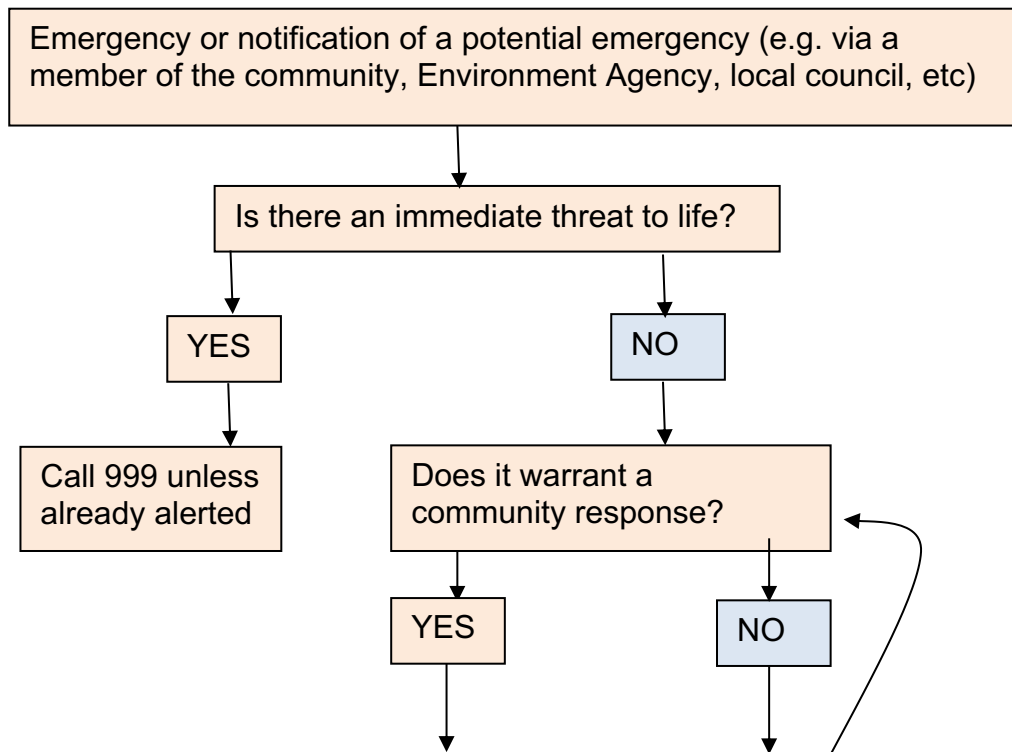 Emergency or notification of a potential emergency (e.g. via a
member of the community, Environment Agency, local council, etc)
Is there an immediate threat to life?
YES
NO
Call 999 unless
already alerted
Does it warrant a
community response?
YES
NO